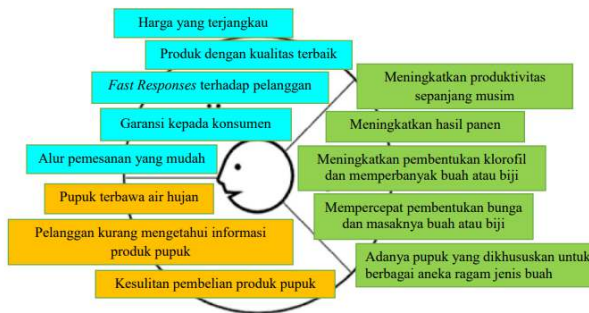 Harga yang terjangkau
Produk dengan kualitas terbaik
Fast Responses terhadap pelanggan
Garansi kepada konsumen
Alur pemesanan yang mudah
Pupuk terbawa air hujan
Pelanggan kurang mengetahui informasi
produk pupuk
Kesulitan pembelian produk pupuk
Meningkatkan produktivitas
sepanjang musim
Meningkatkan hasil panen
Meningkatkan pembentukan klorofil
dan memperbanyak buah atau biji
Mempercepat pembentukan bunga
dan masaknya buah atau biji
Adanya pupuk yang dikhususkan untuk
berbagai aneka ragam jenis buah